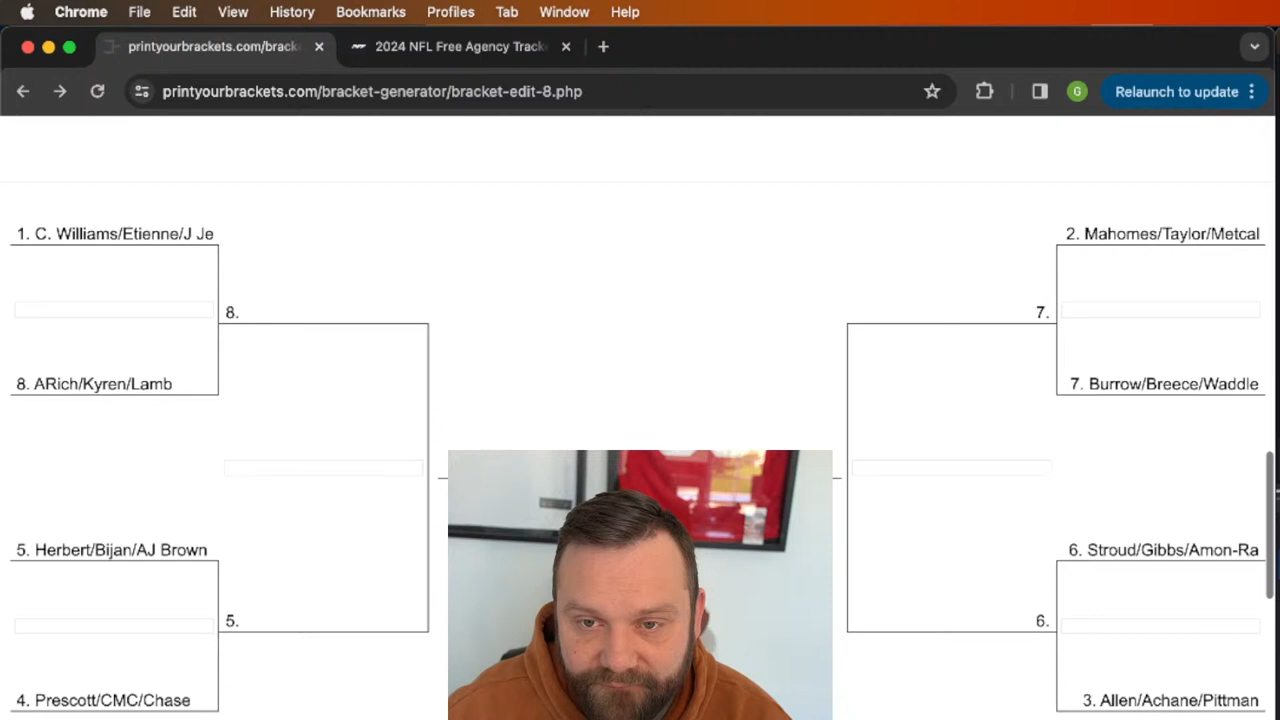 Chrome File Edit View History Bookmarks Profiles Tab Window Help
printyourbrackets.com/brack 2024 NFL Free Agency Track
printyourbrackets.com/bracket-generator/bracket-edit-8.php G Relaunch to update
1. C. Williams/Etienne/J Je
2. Mahomes/Taylor/Metcal
8.
7.
8. ARich/Kyren/Lamb
7. Burrow/Breece/Waddle
5. Herbert/Bijan/AJ Brown
6. Stroud/Gibbs/Amon-Ra
5.
6.
4. Prescott/CMC/Chase
3. Allen/Achane/Pittman